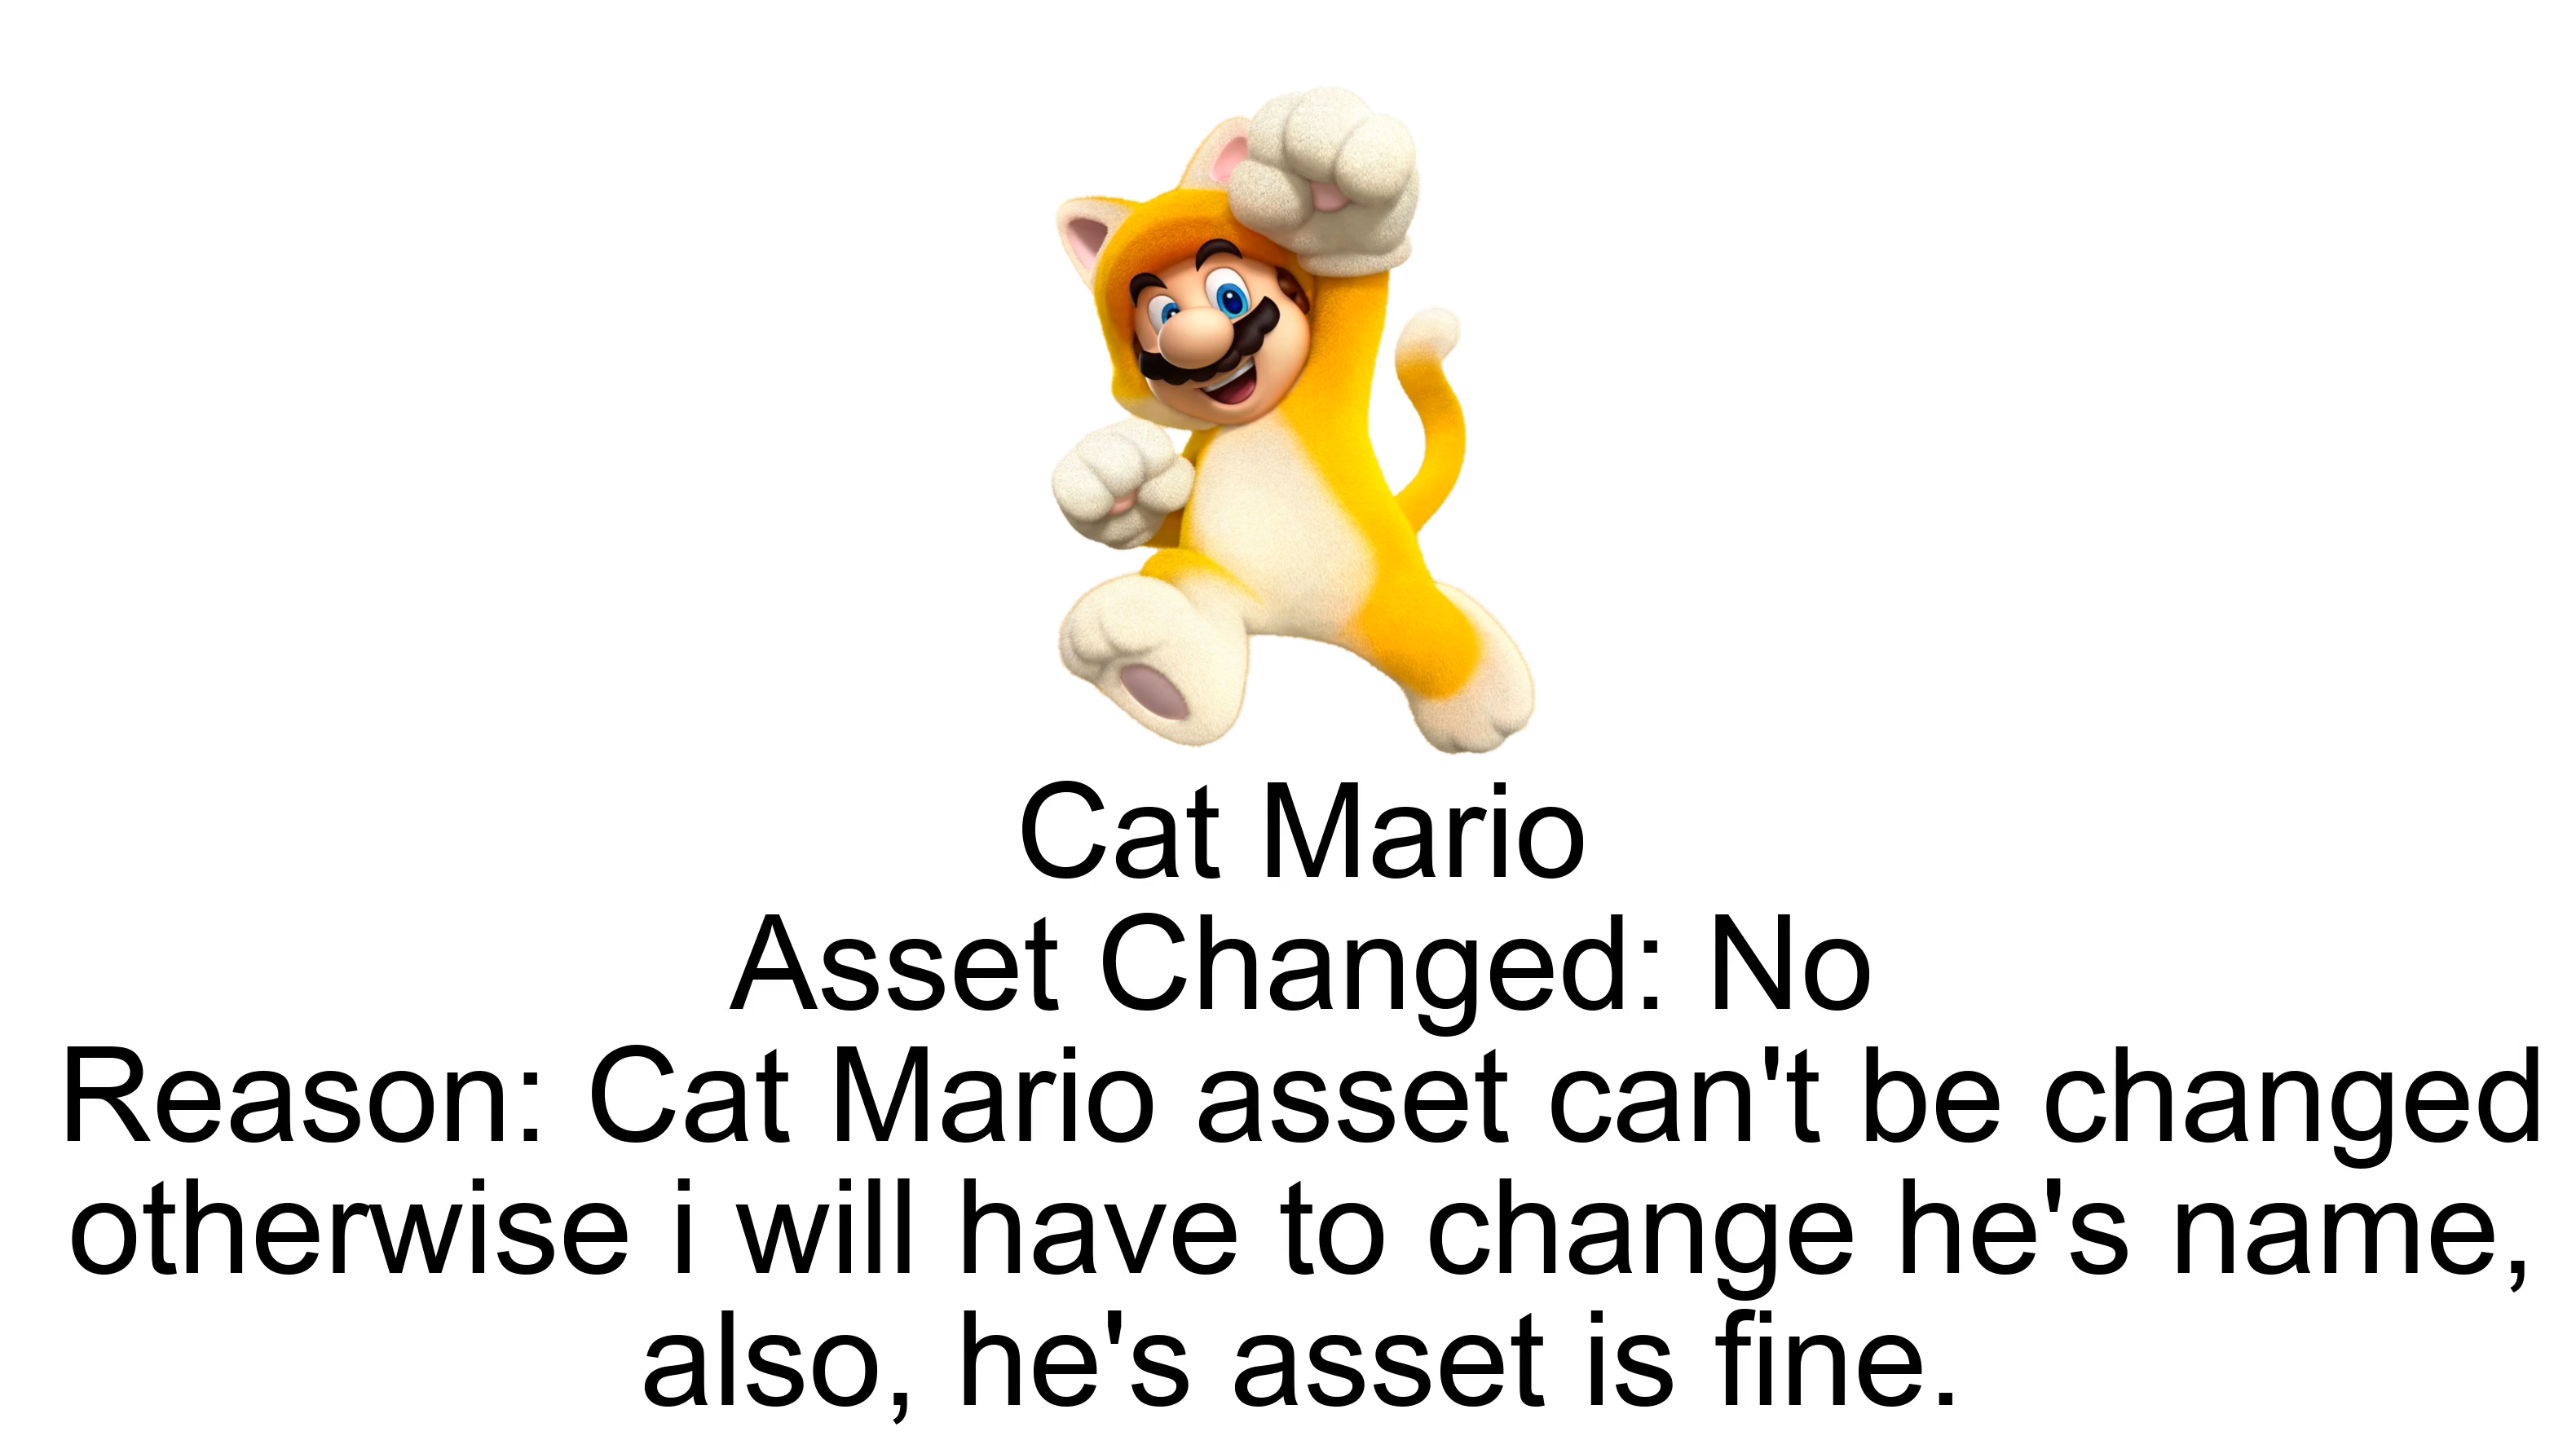 Cat Mario
Asset Changed: No
Reason: Cat Mario asset can't be changed
otherwise i will have to change he's name,
also, he's asset is fine.